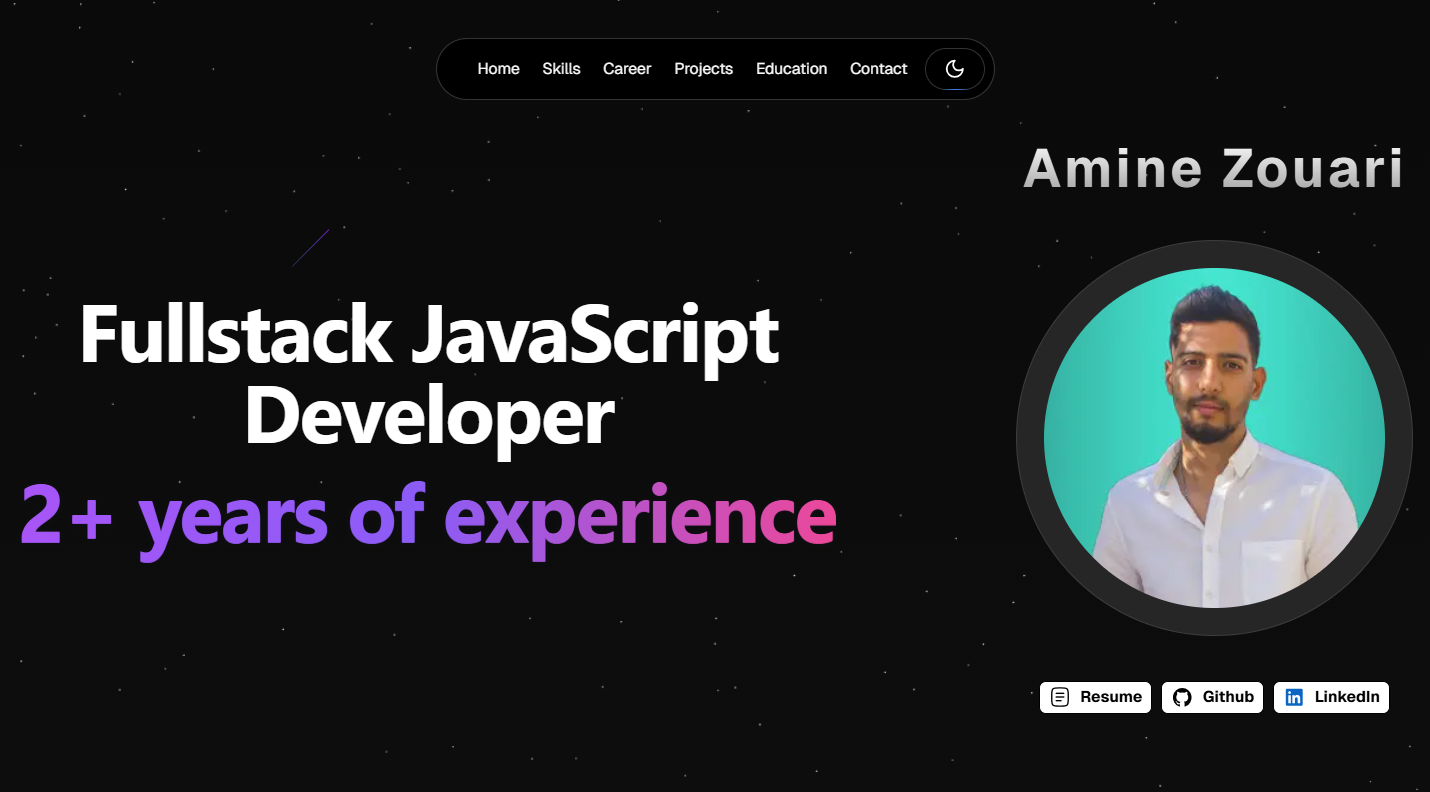 Home Skills Career Projects Education Contact
Amine Zouari
Fullstack JavaScript
Developer
2+ years of experience
Resume Github LinkedIn